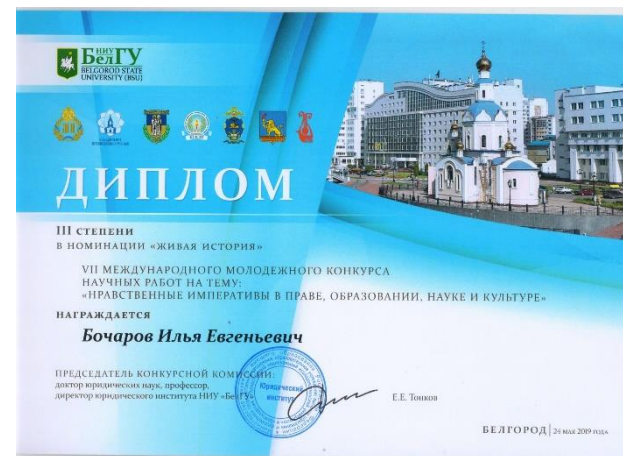 НИУ
БелГУ
BELGOROD STATE
UNIVERSITY (BSU)
ДИПЛОМ
III СТЕПЕНИ
В НОМИНАЦИИ «ЖИВАЯ ИСТОРИЯ»
VII МЕЖДУНАРОДНОГО МОЛОДЕЖНОГО КОНКУРСА
НАУЧНЫХ РАБОТ НА ТЕМУ:
«НРАВСТВЕННЫЕ ИМПЕРАТИВЫ В ПРАВЕ, ОБРАЗОВАНИИ, НАУКЕ И КУЛЬТУРЕ»
НАГРАЖДАЕТСЯ
Бочаров Илья Евгеньевич
ПРЕДСЕДАТЕЛЬ КОНКУРСНОЙ КОМИССИИ:
доктор юридических наук, профессор,
директор юридического института НИУ «БелГУ»
Юридический
институт
Е.Е. Тонков
БЕЛГОРОД | 24 МАЯ 2019 ГОДА